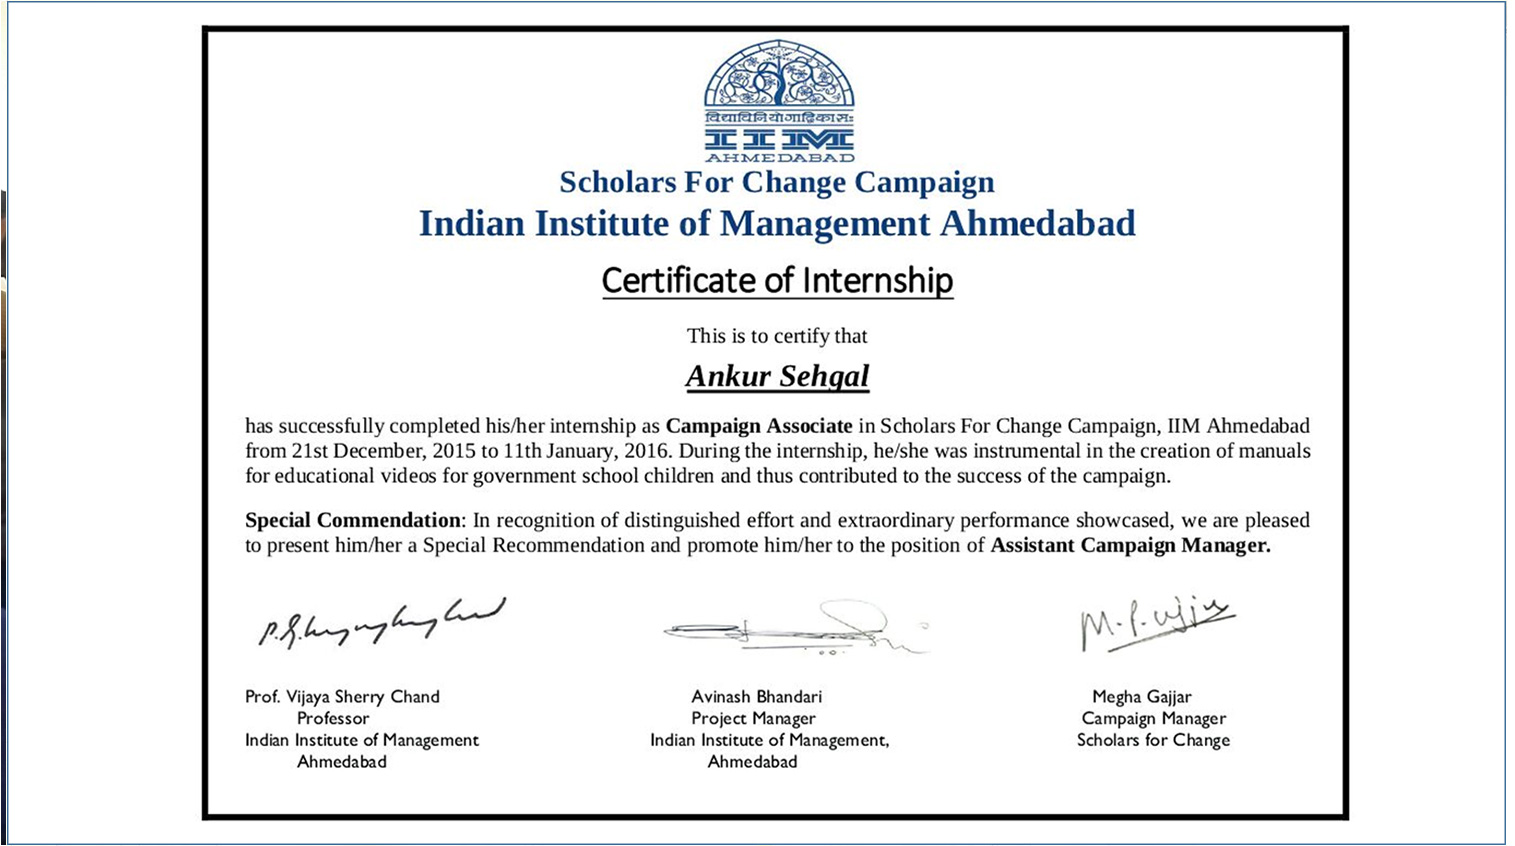 विद्याविनियोगाद्विकासः
IIM
AHMEDABAD
Scholars For Change Campaign
Indian Institute of Management Ahmedabad
Certificate of Internship
This is to certify that
Ankur Sehgal
has successfully completed his/her internship as Campaign Associate in Scholars For Change Campaign, IIM Ahmedabad
from 21st December, 2015 to 11th January, 2016. During the internship, he/she was instrumental in the creation of manuals
for educational videos for government school children and thus contributed to the success of the campaign.
Special Commendation: In recognition of distinguished effort and extraordinary performance showcased, we are pleased
to present him/her a Special Recommendation and promote him/her to the position of Assistant Campaign Manager.
Prof. Vijaya Sherry Chand
Professor
Indian Institute of Management
Ahmedabad
Avinash Bhandari
Project Manager
Indian Institute of Management,
Ahmedabad
Megha Gajjar
Campaign Manager
Scholars for Change